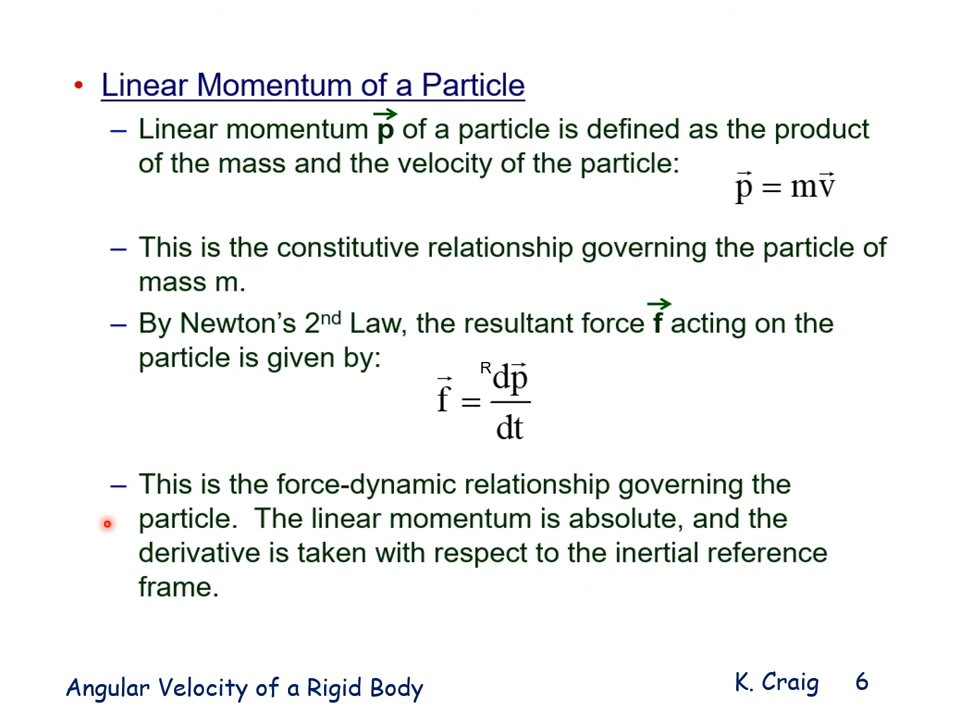 • Linear Momentum of a Particle
– Linear momentum p⃗ of a particle is defined as the product
of the mass and the velocity of the particle:
p⃗ = mv⃗
– This is the constitutive relationship governing the particle of
mass m.
– By Newton’s 2nd Law, the resultant force f⃗ acting on the
particle is given by:
f⃗ = ᴿdp⃗/dt
– This is the force-dynamic relationship governing the
particle. The linear momentum is absolute, and the
derivative is taken with respect to the inertial reference
frame.
Angular Velocity of a Rigid Body K. Craig 6